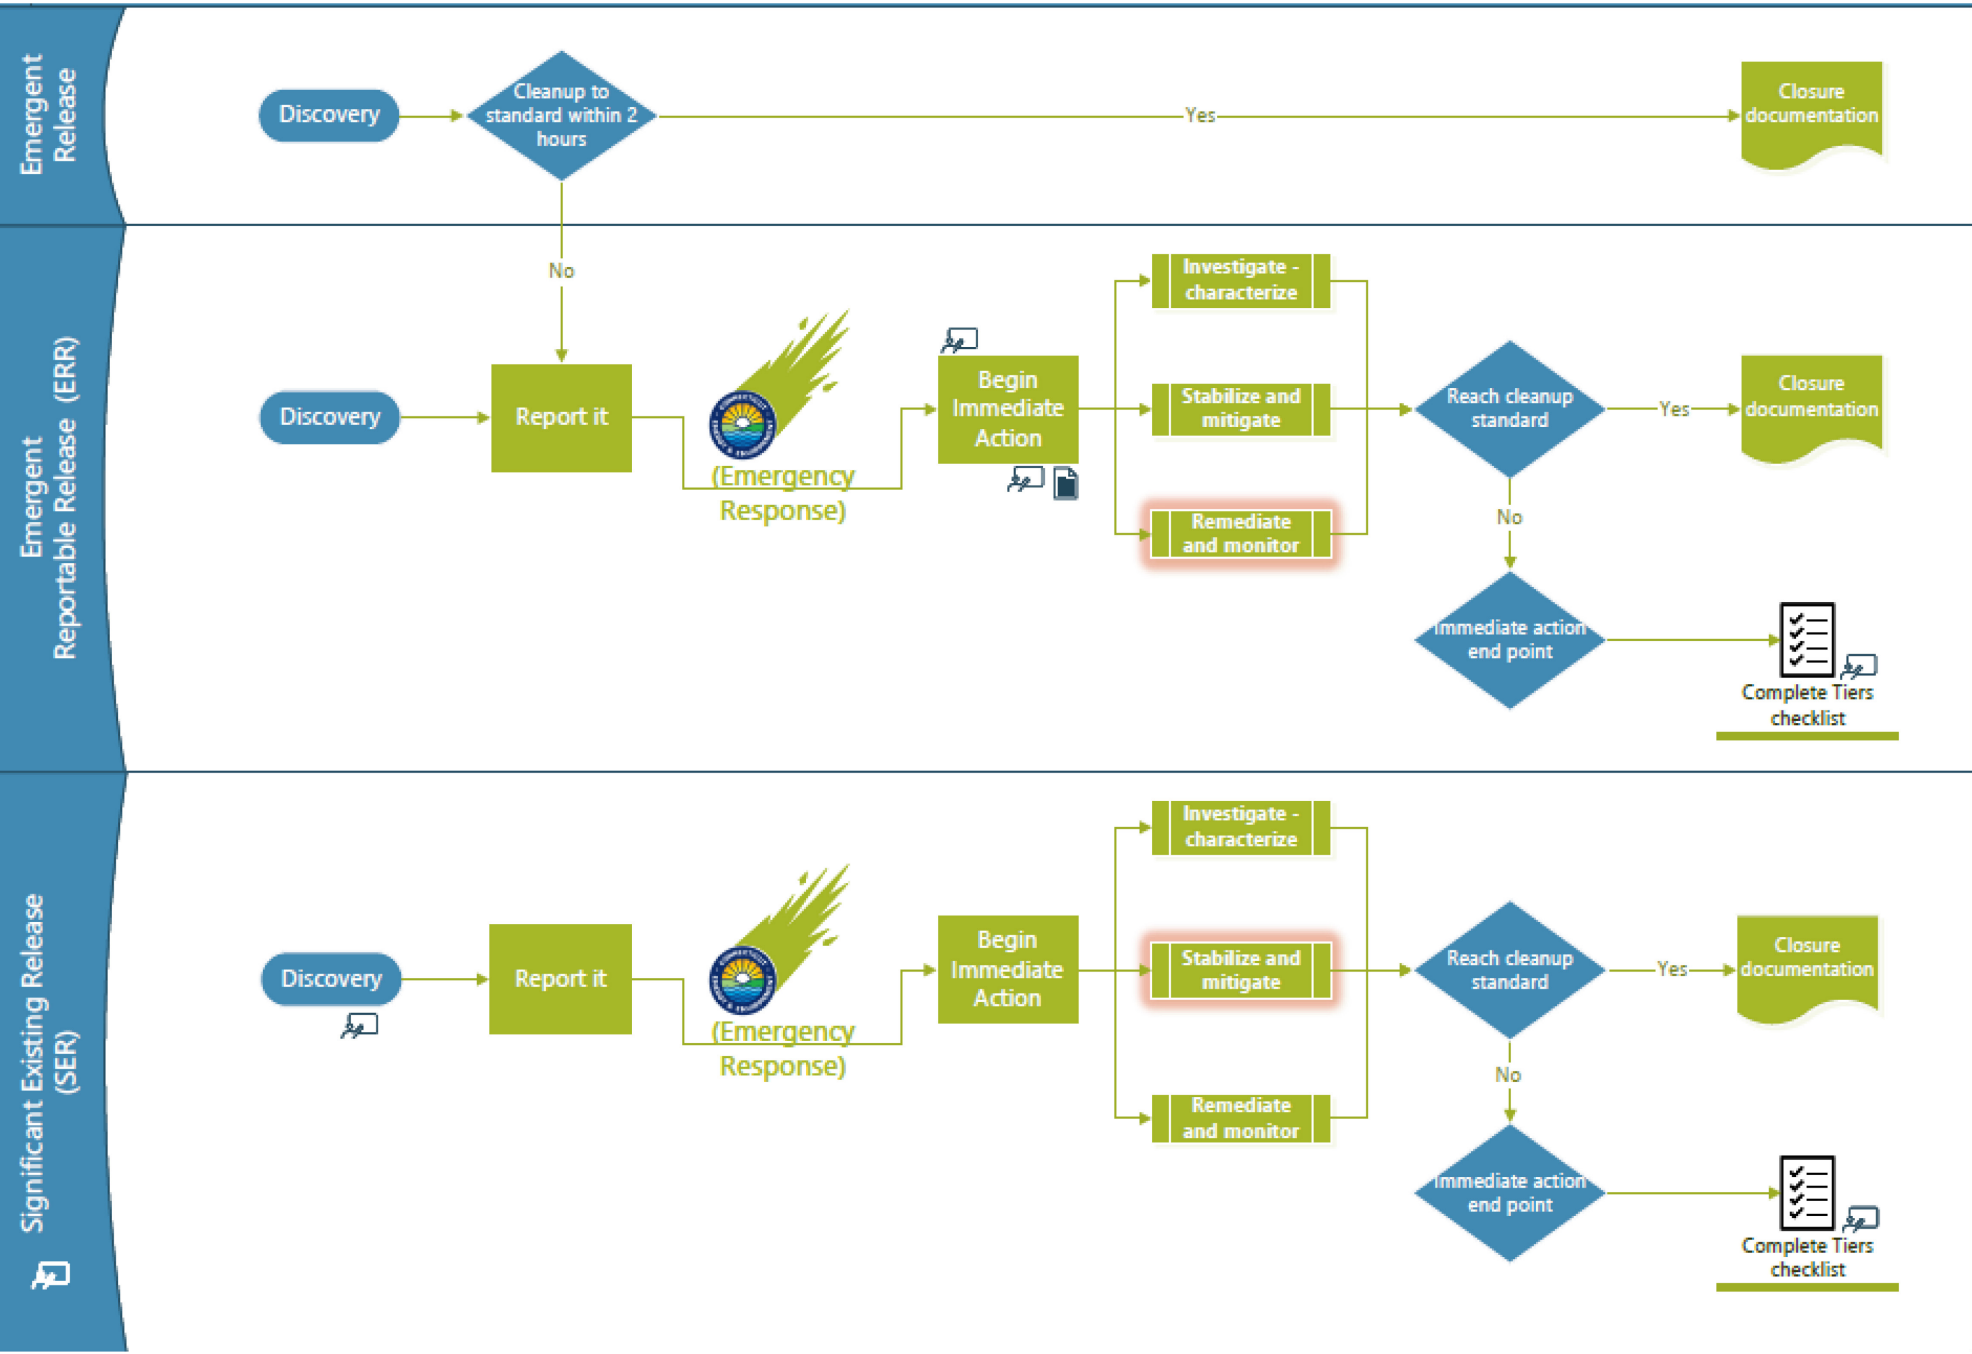 Emergent
Release
Discovery
Cleanup to
standard within 2
hours
Yes
Closure
documentation
No
Emergent
Reportable Release (ERR)
Discovery
Report it
(Emergency
Response)
Begin
Immediate
Action
Investigate -
characterize
Stabilize and
mitigate
Remediate
and monitor
Reach cleanup
standard
Yes
Closure
documentation
No
Immediate action
end point
Complete Tiers
checklist
Significant Existing Release
(SER)
Discovery
Report it
(Emergency
Response)
Begin
Immediate
Action
Investigate -
characterize
Stabilize and
mitigate
Remediate
and monitor
Reach cleanup
standard
Yes
Closure
documentation
No
Immediate action
end point
Complete Tiers
checklist